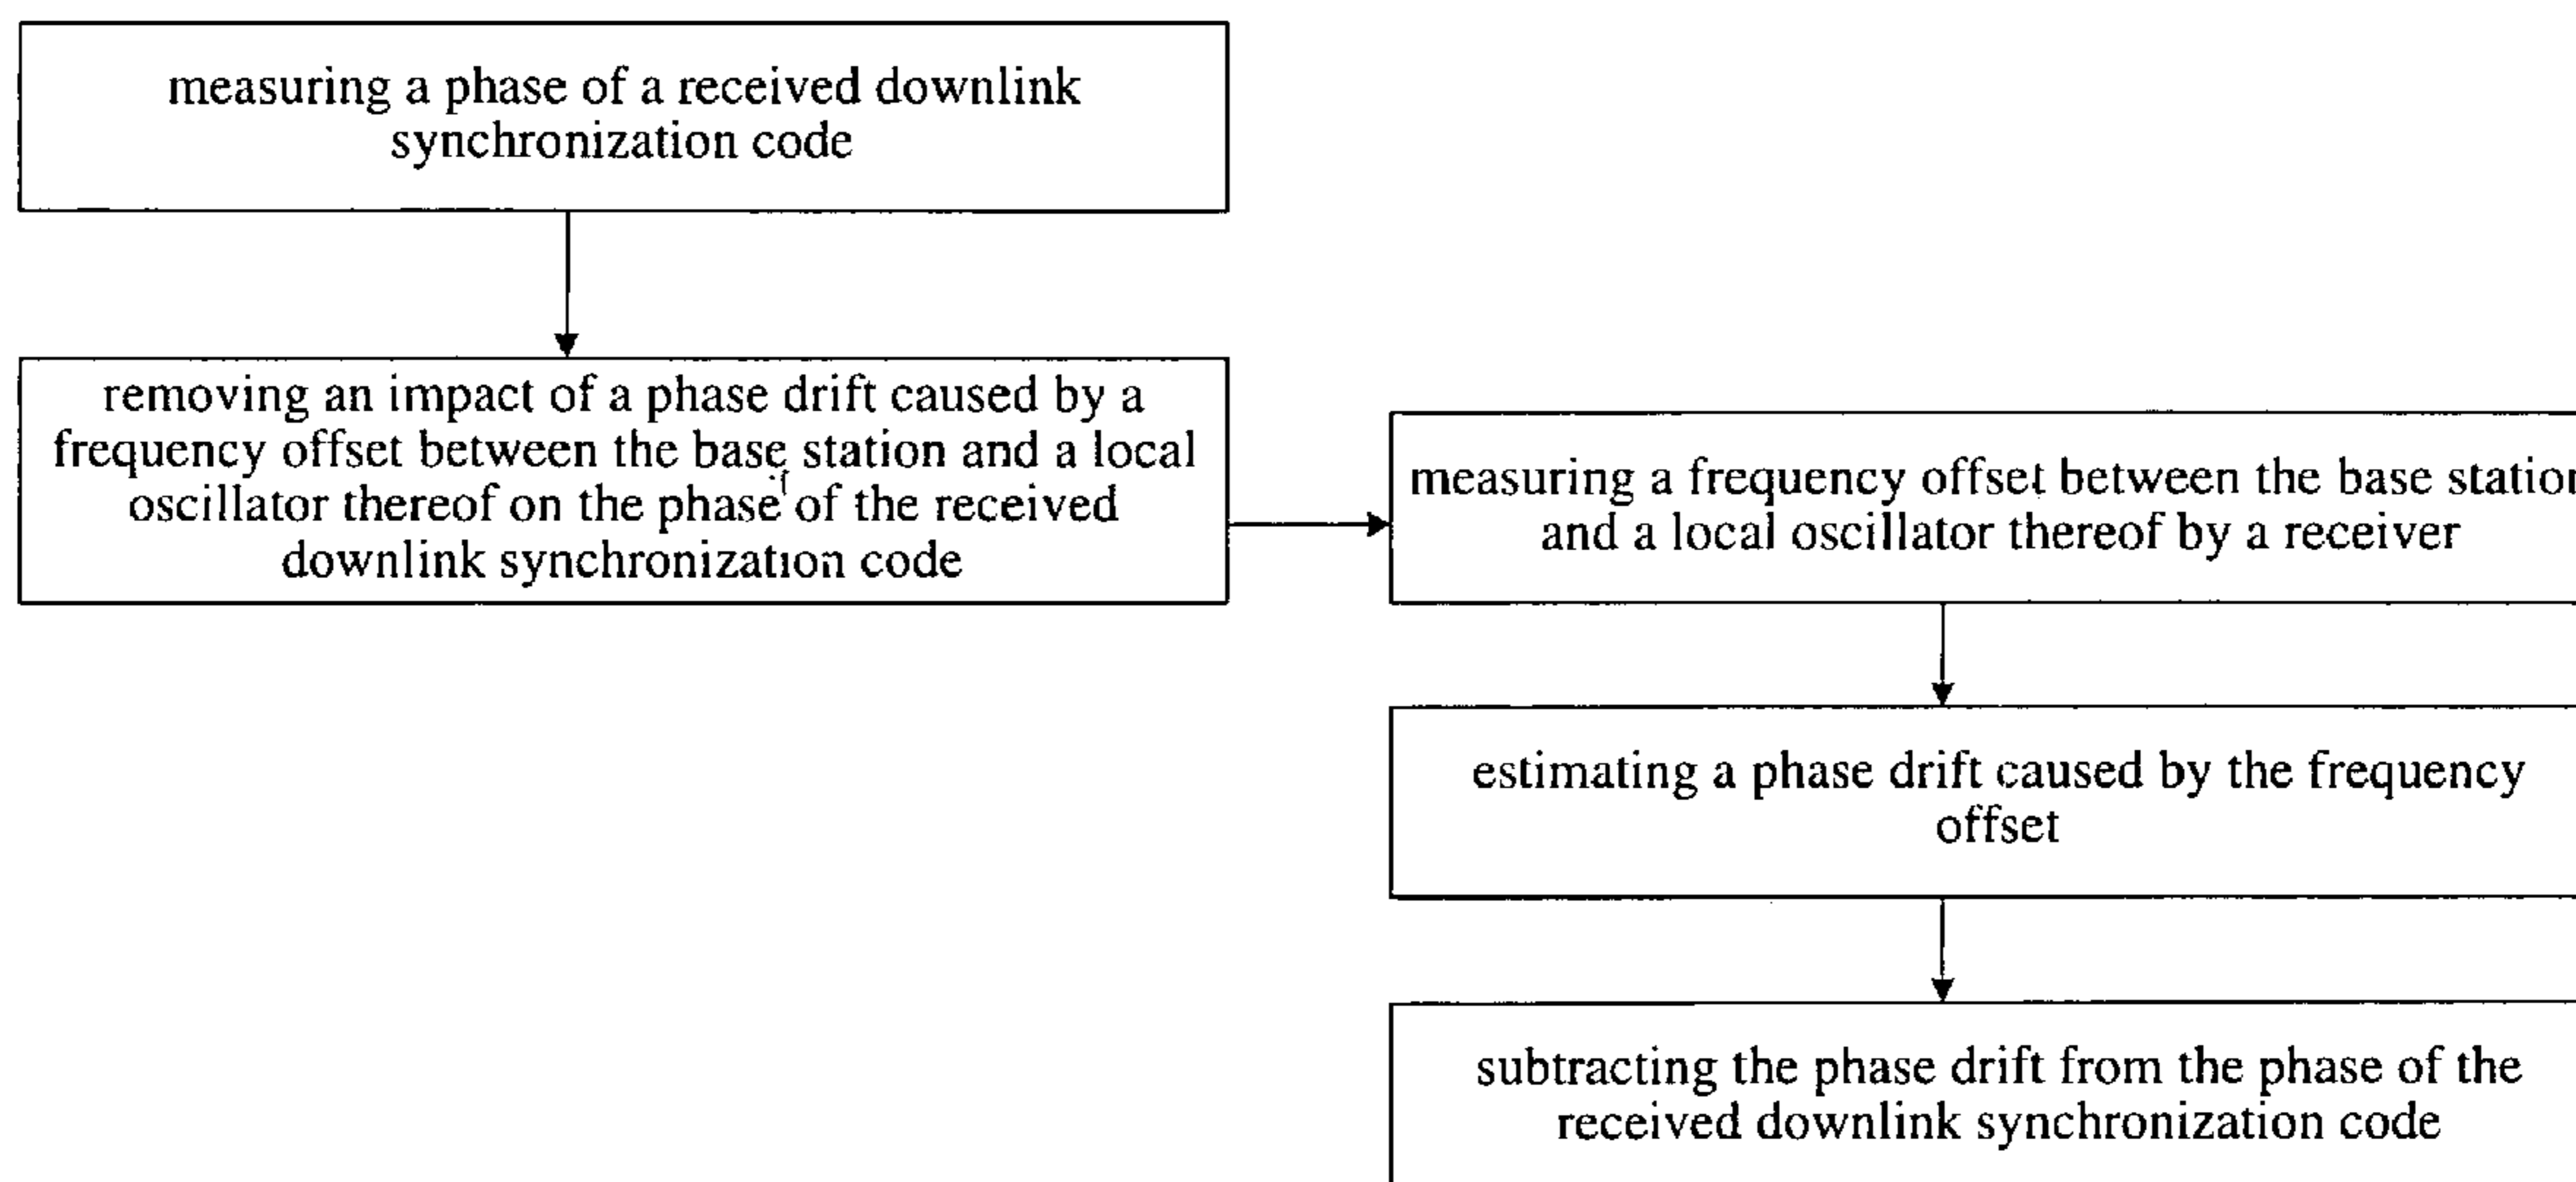 measuring a phase of a received downlink
synchronization code
removing an impact of a phase drift caused by a
frequency offset between the base station and a local
oscillator thereof on the phase of the received
downlink synchronization code
measuring a frequency offset between the base station
and a local oscillator thereof by a receiver
estimating a phase drift caused by the frequency
offset
subtracting the phase drift from the phase of the
received downlink synchronization code